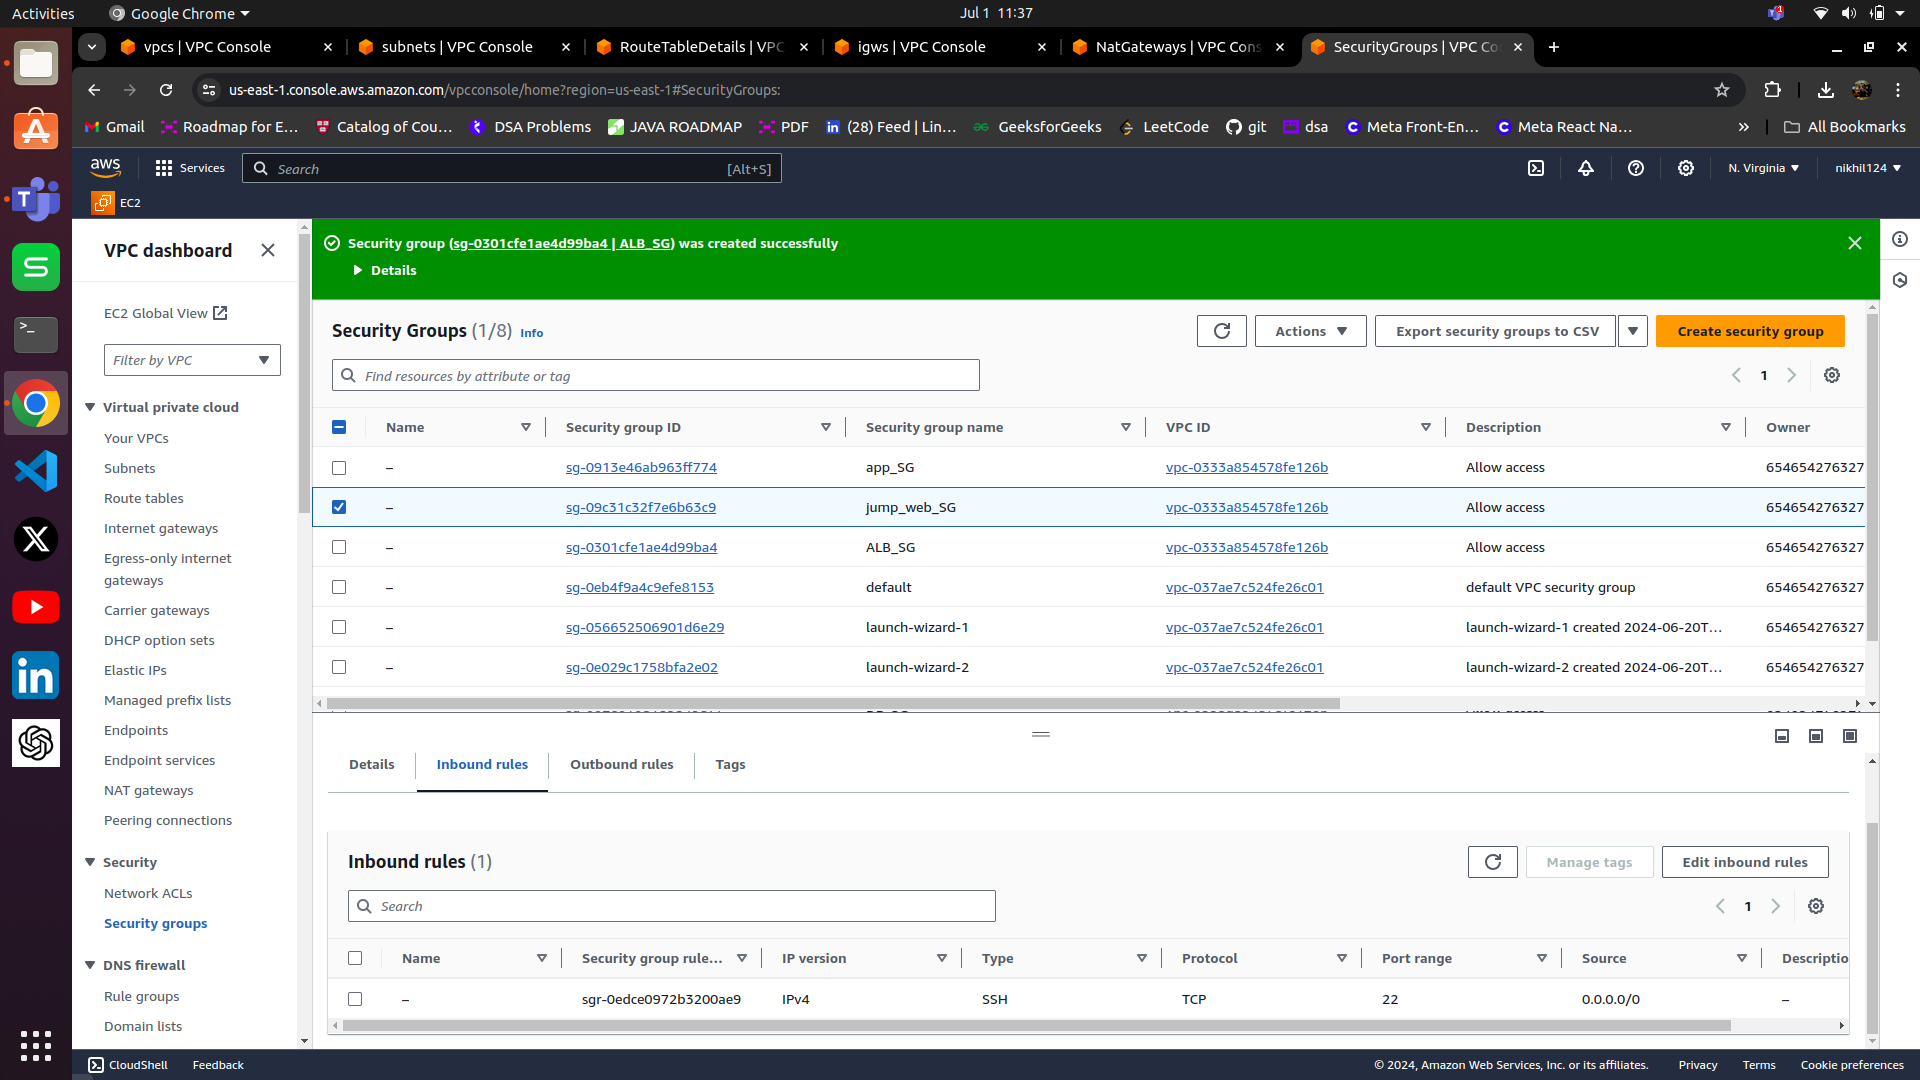 Activities
Google Chrome
Jul 1 11:37
vpcs | VPC Console
subnets | VPC Console
RouteTableDetails | VPC
igws | VPC Console
NatGateways | VPC Cons
SecurityGroups | VPC Co
us-east-1.console.aws.amazon.com/vpcconsole/home?region=us-east-1#SecurityGroups:
Gmail
Roadmap for E...
Catalog of Cou...
DSA Problems
JAVA ROADMAP
PDF
(28) Feed | Lin...
GeeksforGeeks
LeetCode
git
dsa
Meta Front-En...
Meta React Na...
All Bookmarks
aws
Services
Search
[Alt+S]
N. Virginia
nikhil124
EC2
VPC dashboard
EC2 Global View
Filter by VPC
Virtual private cloud
Your VPCs
Subnets
Route tables
Internet gateways
Egress-only internet
gateways
Carrier gateways
DHCP option sets
Elastic IPs
Managed prefix lists
Endpoints
Endpoint services
NAT gateways
Peering connections
Security
Network ACLs
Security groups
DNS firewall
Rule groups
Domain lists
Security group (sg-0301cfe1ae4d99ba4 | ALB_SG) was created successfully
Details
Security Groups (1/8) Info
Actions
Export security groups to CSV
Create security group
Find resources by attribute or tag
1
Name Security group ID Security group name VPC ID Description Owner
– sg-0913e46ab963ff774 app_SG vpc-0333a854578fe126b Allow access 654654276327
– sg-09c31c32f7e6b63c9 jump_web_SG vpc-0333a854578fe126b Allow access 654654276327
– sg-0301cfe1ae4d99ba4 ALB_SG vpc-0333a854578fe126b Allow access 654654276327
– sg-0eb4f9a4c9efe8153 default vpc-037ae7c524fe26c01 default VPC security group 654654276327
– sg-056652506901d6e29 launch-wizard-1 vpc-037ae7c524fe26c01 launch-wizard-1 created 2024-06-20T... 654654276327
– sg-0e029c1758bfa2e02 launch-wizard-2 vpc-037ae7c524fe26c01 launch-wizard-2 created 2024-06-20T... 654654276327
Details
Inbound rules
Outbound rules
Tags
Inbound rules (1)
Manage tags
Edit inbound rules
Search
1
Name Security group rule... IP version Type Protocol Port range Source Descriptio
– sgr-0edce0972b3200ae9 IPv4 SSH TCP 22 0.0.0.0/0 –
CloudShell
Feedback
© 2024, Amazon Web Services, Inc. or its affiliates.
Privacy
Terms
Cookie preferences